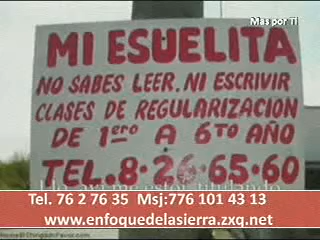 Mas por Ti
MI ESUELITA
NO SABES LEER. NI ESCRIVIR
CLASES DE REGULARIZACION
DE 1ero A 6TO AÑO
TEL. 8-26-65-60
Tel. 76 2 76 35 Msj:776 101 43 13
www.enfoquedelasierra.zxq.net